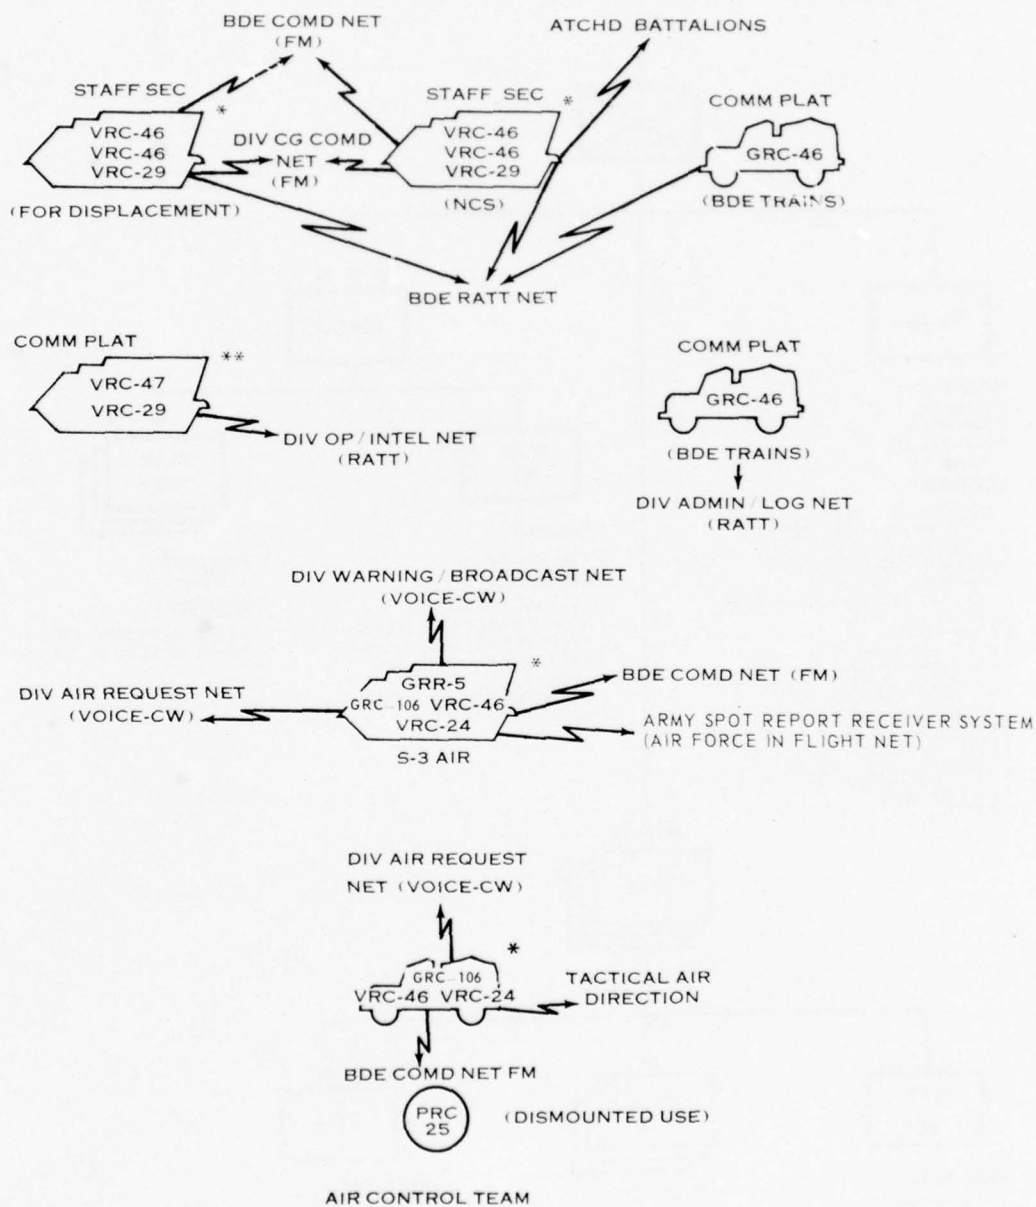 BDE COMD NET
(FM)
ATCHD BATTALIONS
STAFF SEC
*
VRC-46
VRC-46
VRC-29
(FOR DISPLACEMENT)
DIV CG COMD
NET
(FM)
STAFF SEC
*
VRC-46
VRC-46
VRC-29
(NCS)
COMM PLAT
GRC-46
(BDE TRAINS)
BDE RATT NET
COMM PLAT
**
VRC-47
VRC-29
DIV OP/INTEL NET
(RATT)
COMM PLAT
GRC-46
(BDE TRAINS)
DIV ADMIN/LOG NET
(RATT)
DIV WARNING/BROADCAST NET
(VOICE-CW)
*
GRR-5
GRC-106 VRC-46
VRC-24
S-3 AIR
DIV AIR REQUEST NET
(VOICE-CW)
BDE COMD NET (FM)
ARMY SPOT REPORT RECEIVER SYSTEM
(AIR FORCE IN FLIGHT NET)
DIV AIR REQUEST
NET (VOICE-CW)
*
GRC-106
VRC-46 VRC-24
TACTICAL AIR
DIRECTION
BDE COMD NET FM
PRC
25
(DISMOUNTED USE)
AIR CONTROL TEAM